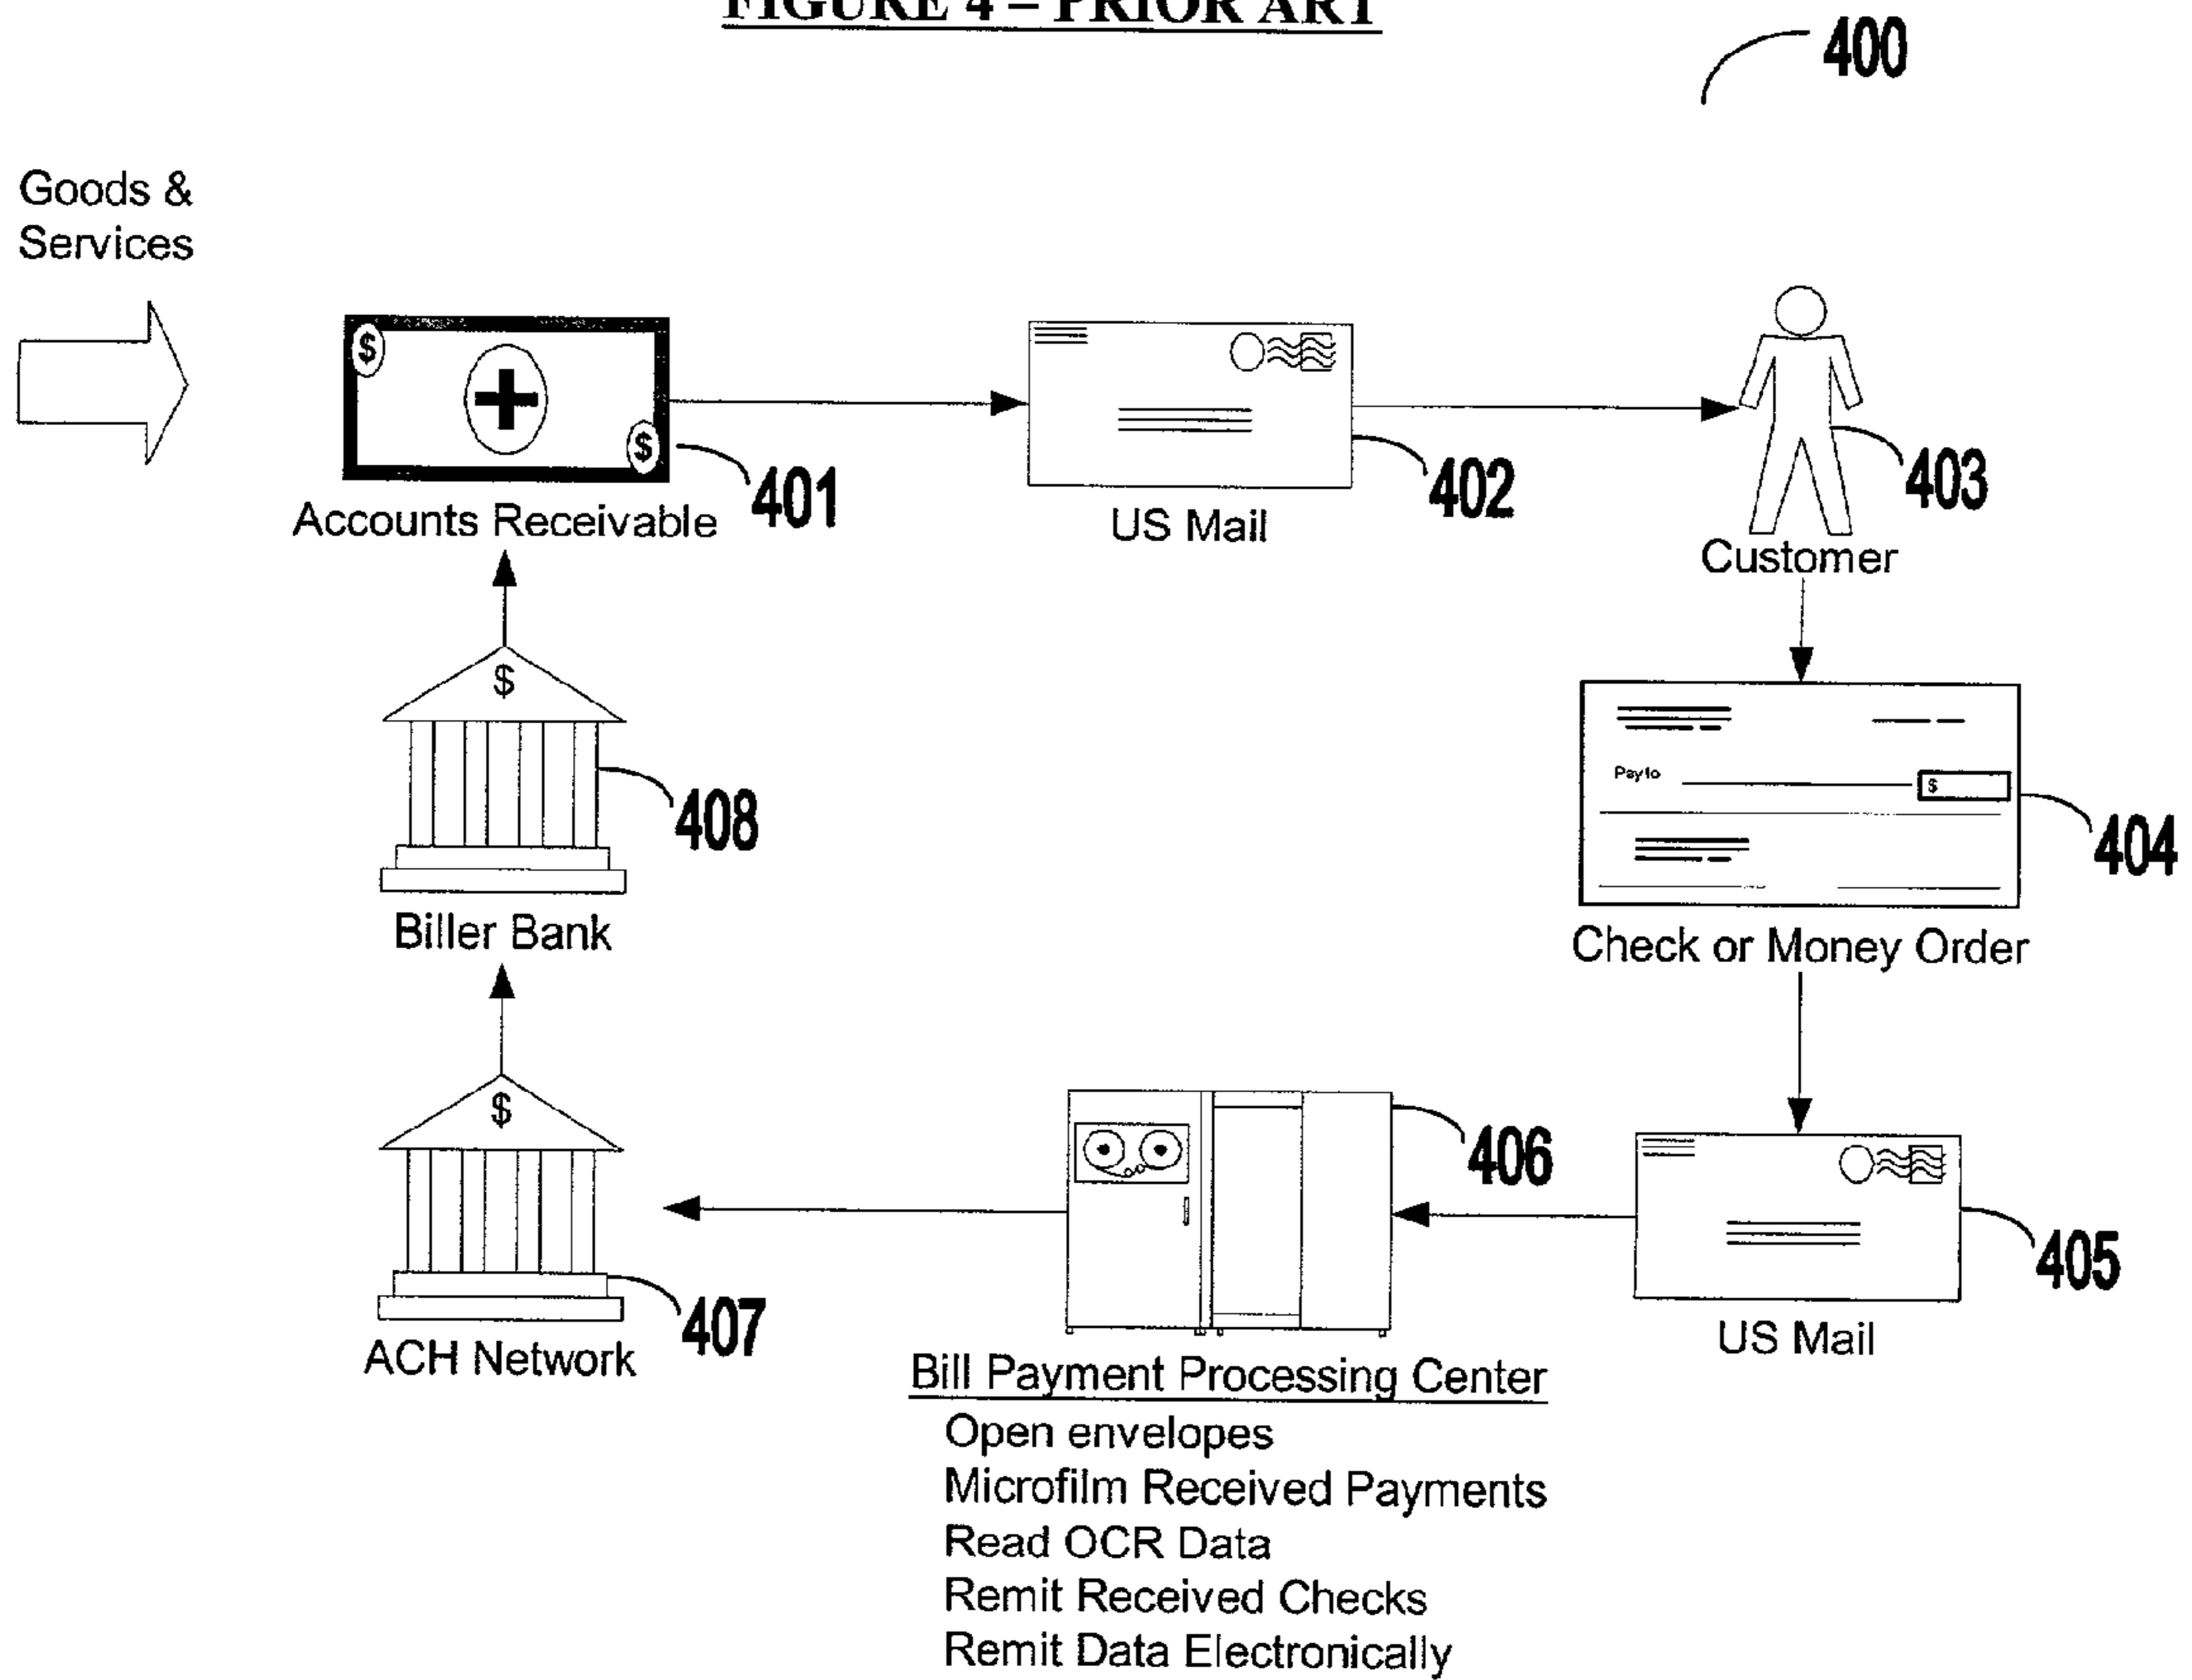 FIGURE 4 – PRIOR ART
400
Goods &
Services
$
$
401
Accounts Receivable
402
US Mail
403
Customer
$
408
Biller Bank
Pay to
$
404
Check or Money Order
$
407
ACH Network
406
405
US Mail
Bill Payment Processing Center
Open envelopes
Microfilm Received Payments
Read OCR Data
Remit Received Checks
Remit Data Electronically